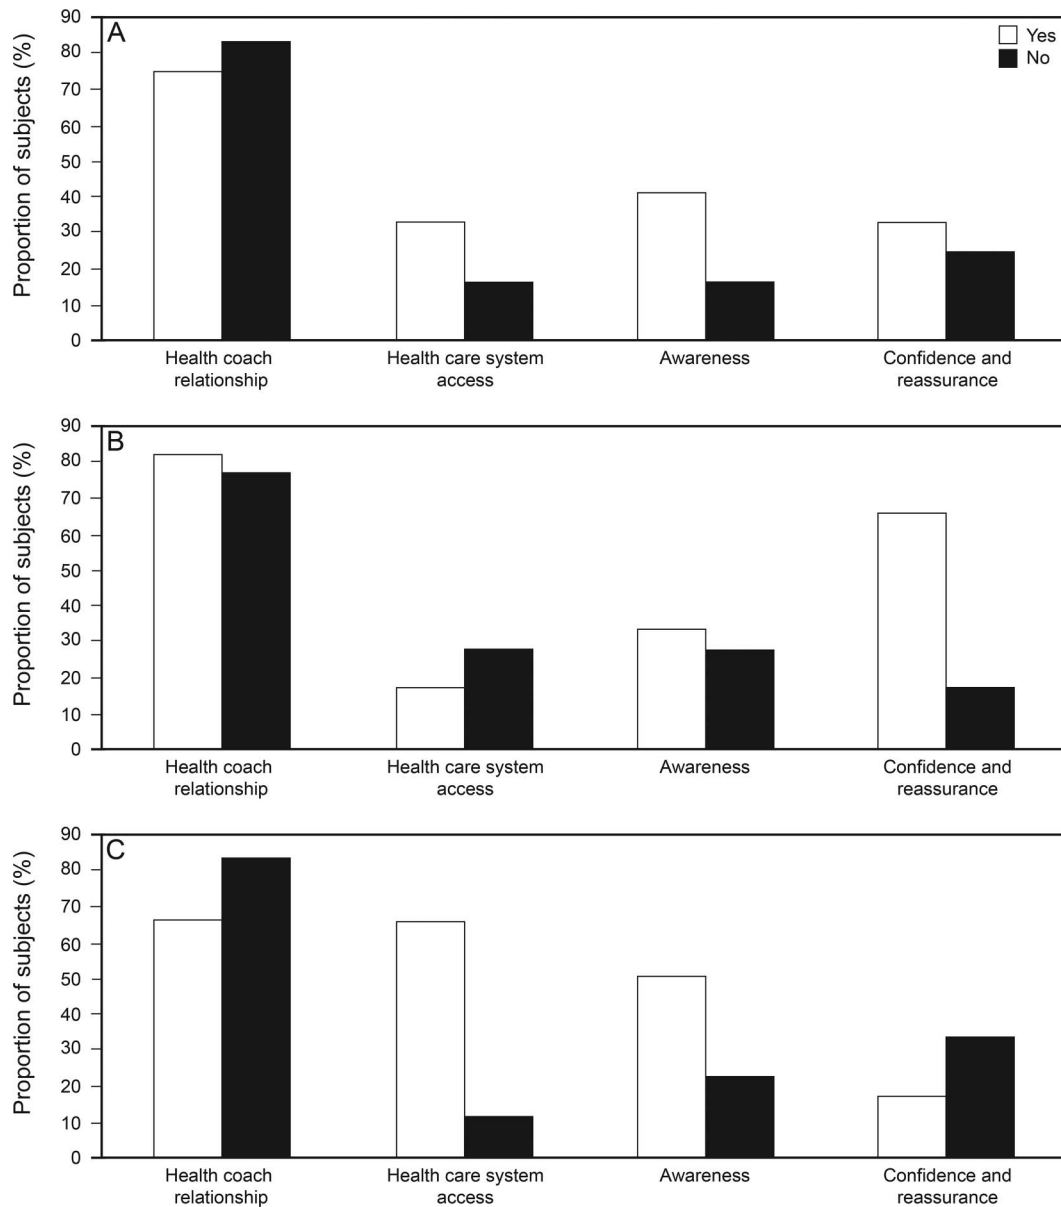 A
Yes
No
Proportion of subjects (%)
90
80
70
60
50
40
30
20
10
0
Health coach
relationship
Health care system
access
Awareness
Confidence and
reassurance
B
Proportion of subjects (%)
90
80
70
60
50
40
30
20
10
0
Health coach
relationship
Health care system
access
Awareness
Confidence and
reassurance
C
Proportion of subjects (%)
90
80
70
60
50
40
30
20
10
0
Health coach
relationship
Health care system
access
Awareness
Confidence and
reassurance